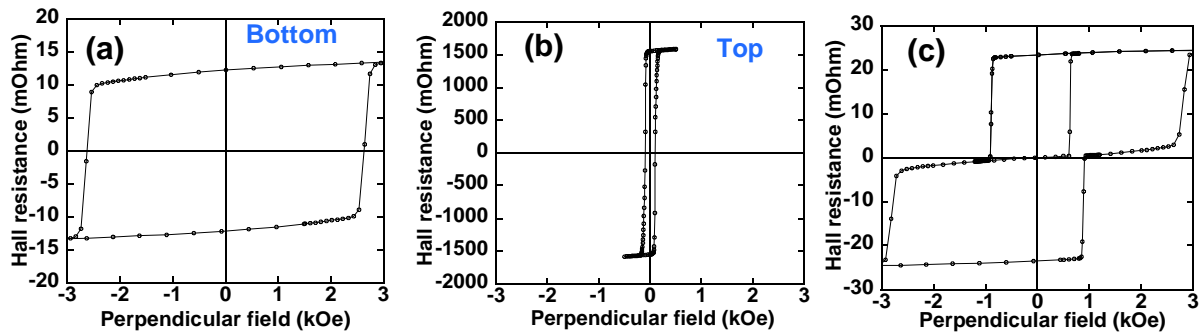 (a)
Bottom
Hall resistance (mOhm)
20
15
10
5
0
-5
-10
-15
-20
-3 -2 -1 0 1 2 3
Perpendicular field (kOe)
(b)
Top
Hall resistance (mOhm)
2000
1500
1000
500
0
-500
-1000
-1500
-2000
-3 -2 -1 0 1 2 3
Perpendicular field (kOe)
(c)
Hall resistance (mOhm)
30
20
10
0
-10
-20
-30
-3 -2 -1 0 1 2 3
Perpendicular field (kOe)